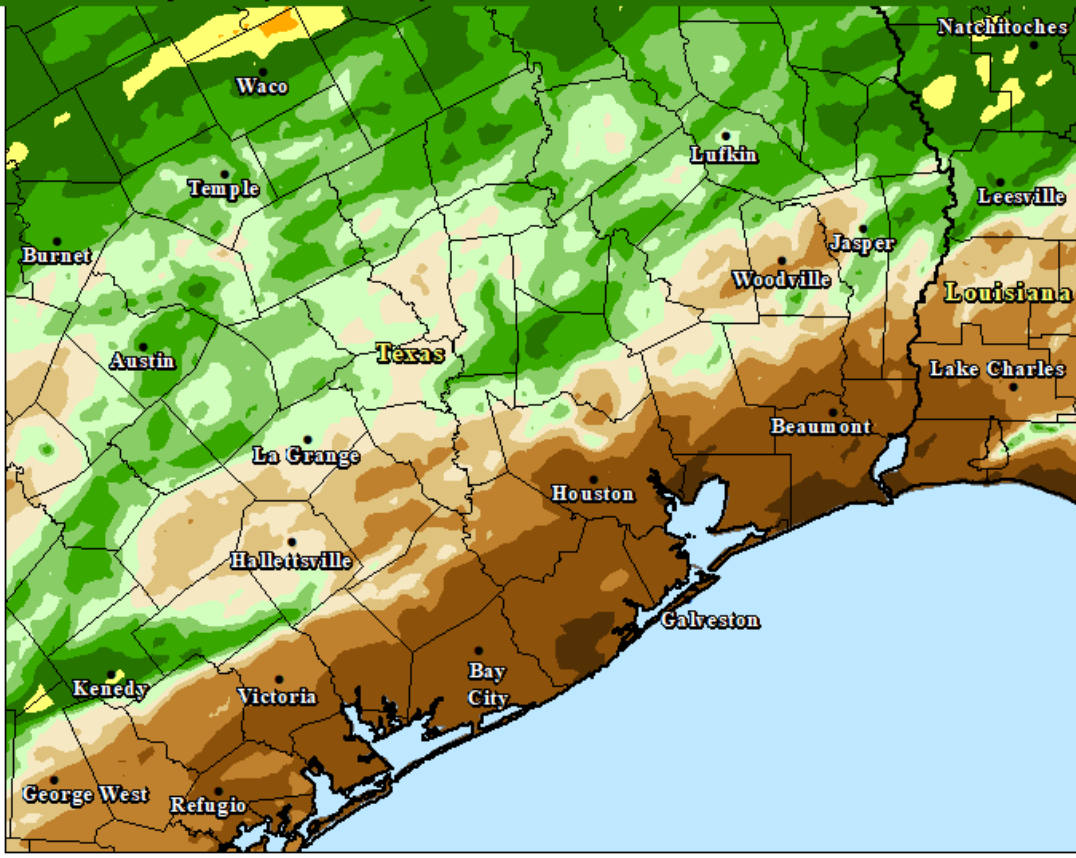 Natchitoches
Waco
Lufkin
Temple
Leesville
Burnet
Jasper
Woodville
Louisiana
Austin
Texas
Lake Charles
Beaumont
La Grange
Houston
Hallettsville
Galveston
Kenedy
Victoria
Bay
City
George West
Refugio